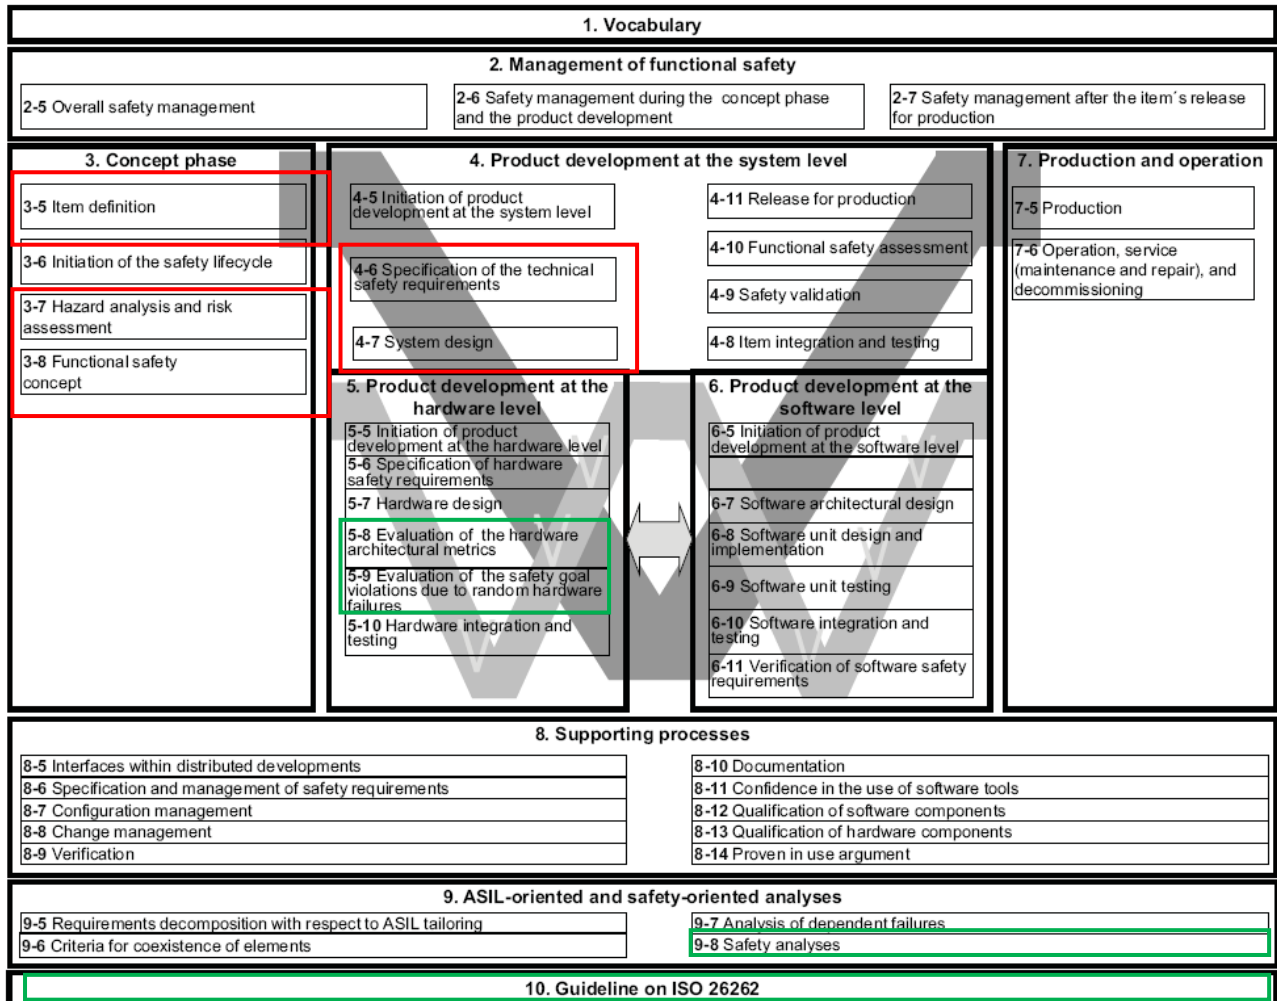 1. Vocabulary
2. Management of functional safety
2-5 Overall safety management
2-6 Safety management during the concept phase
and the product development
2-7 Safety management after the item´s release
for production
3. Concept phase
3-5 Item definition
3-6 Initiation of the safety lifecycle
3-7 Hazard analysis and risk
assessment
3-8 Functional safety
concept
4. Product development at the system level
4-5 Initiation of product
development at the system level
4-6 Specification of the technical
safety requirements
4-7 System design
4-11 Release for production
4-10 Functional safety assessment
4-9 Safety validation
4-8 Item integration and testing
7. Production and operation
7-5 Production
7-6 Operation, service
(maintenance and repair), and
decommissioning
5. Product development at the
hardware level
5-5 Initiation of product
development at the hardware level
5-6 Specification of hardware
safety requirements
5-7 Hardware design
5-8 Evaluation of the hardware
architectural metrics
5-9 Evaluation of the safety goal
violations due to random hardware
failures
5-10 Hardware integration and
testing
6. Product development at the
software level
6-5 Initiation of product
development at the software level
6-7 Software architectural design
6-8 Software unit design and
implementation
6-9 Software unit testing
6-10 Software integration and
testing
6-11 Verification of software safety
requirements
8. Supporting processes
8-5 Interfaces within distributed developments
8-6 Specification and management of safety requirements
8-7 Configuration management
8-8 Change management
8-9 Verification
8-10 Documentation
8-11 Confidence in the use of software tools
8-12 Qualification of software components
8-13 Qualification of hardware components
8-14 Proven in use argument
9. ASIL-oriented and safety-oriented analyses
9-5 Requirements decomposition with respect to ASIL tailoring
9-6 Criteria for coexistence of elements
9-7 Analysis of dependent failures
9-8 Safety analyses
10. Guideline on ISO 26262